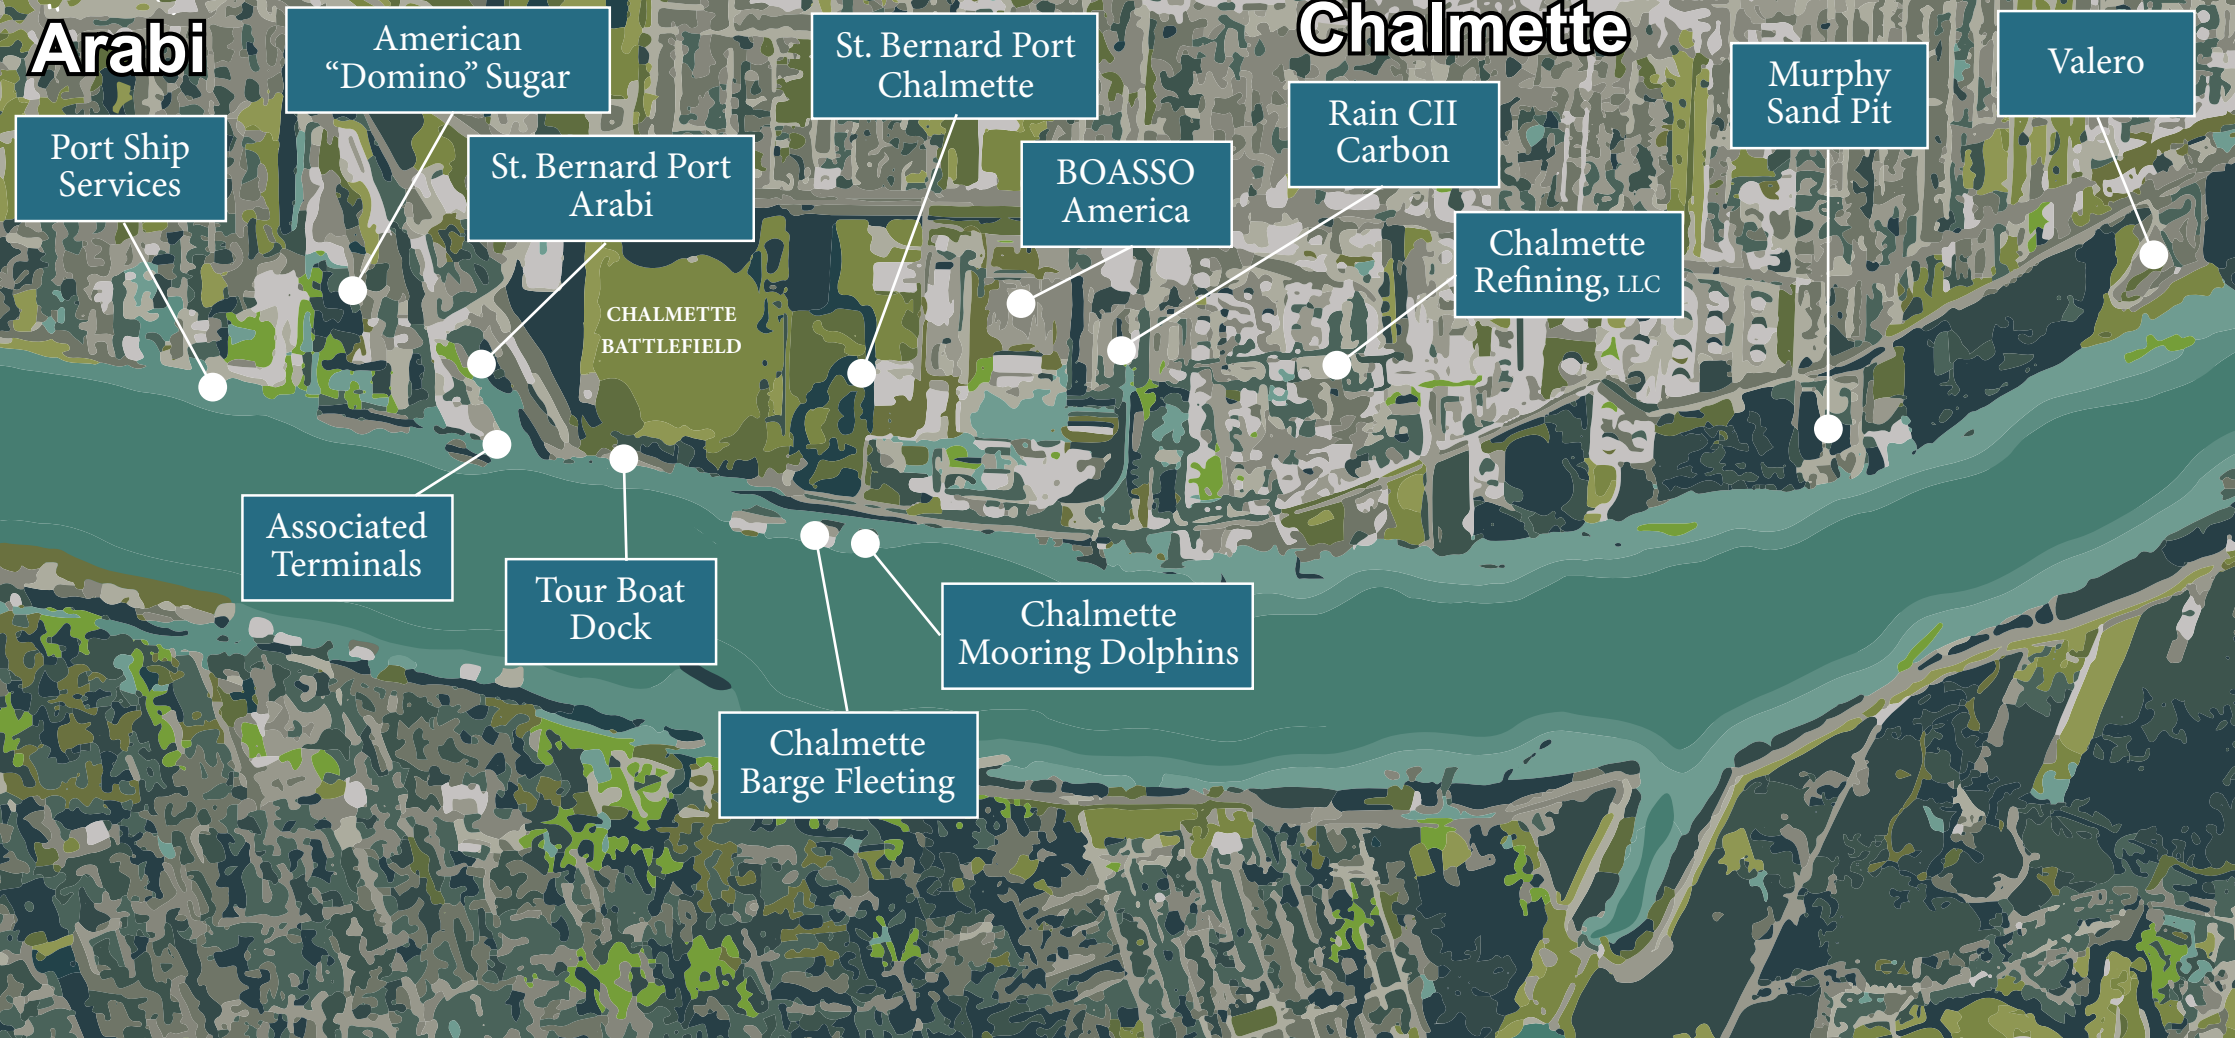 Arabi
Chalmette
American
“Domino” Sugar
St. Bernard Port
Chalmette
Valero
Murphy
Sand Pit
Rain CII
Carbon
Port Ship
Services
St. Bernard Port
Arabi
BOASSO
America
Chalmette
Refining, LLC
CHALMETTE
BATTLEFIELD
Associated
Terminals
Tour Boat
Dock
Chalmette
Mooring Dolphins
Chalmette
Barge Fleeting